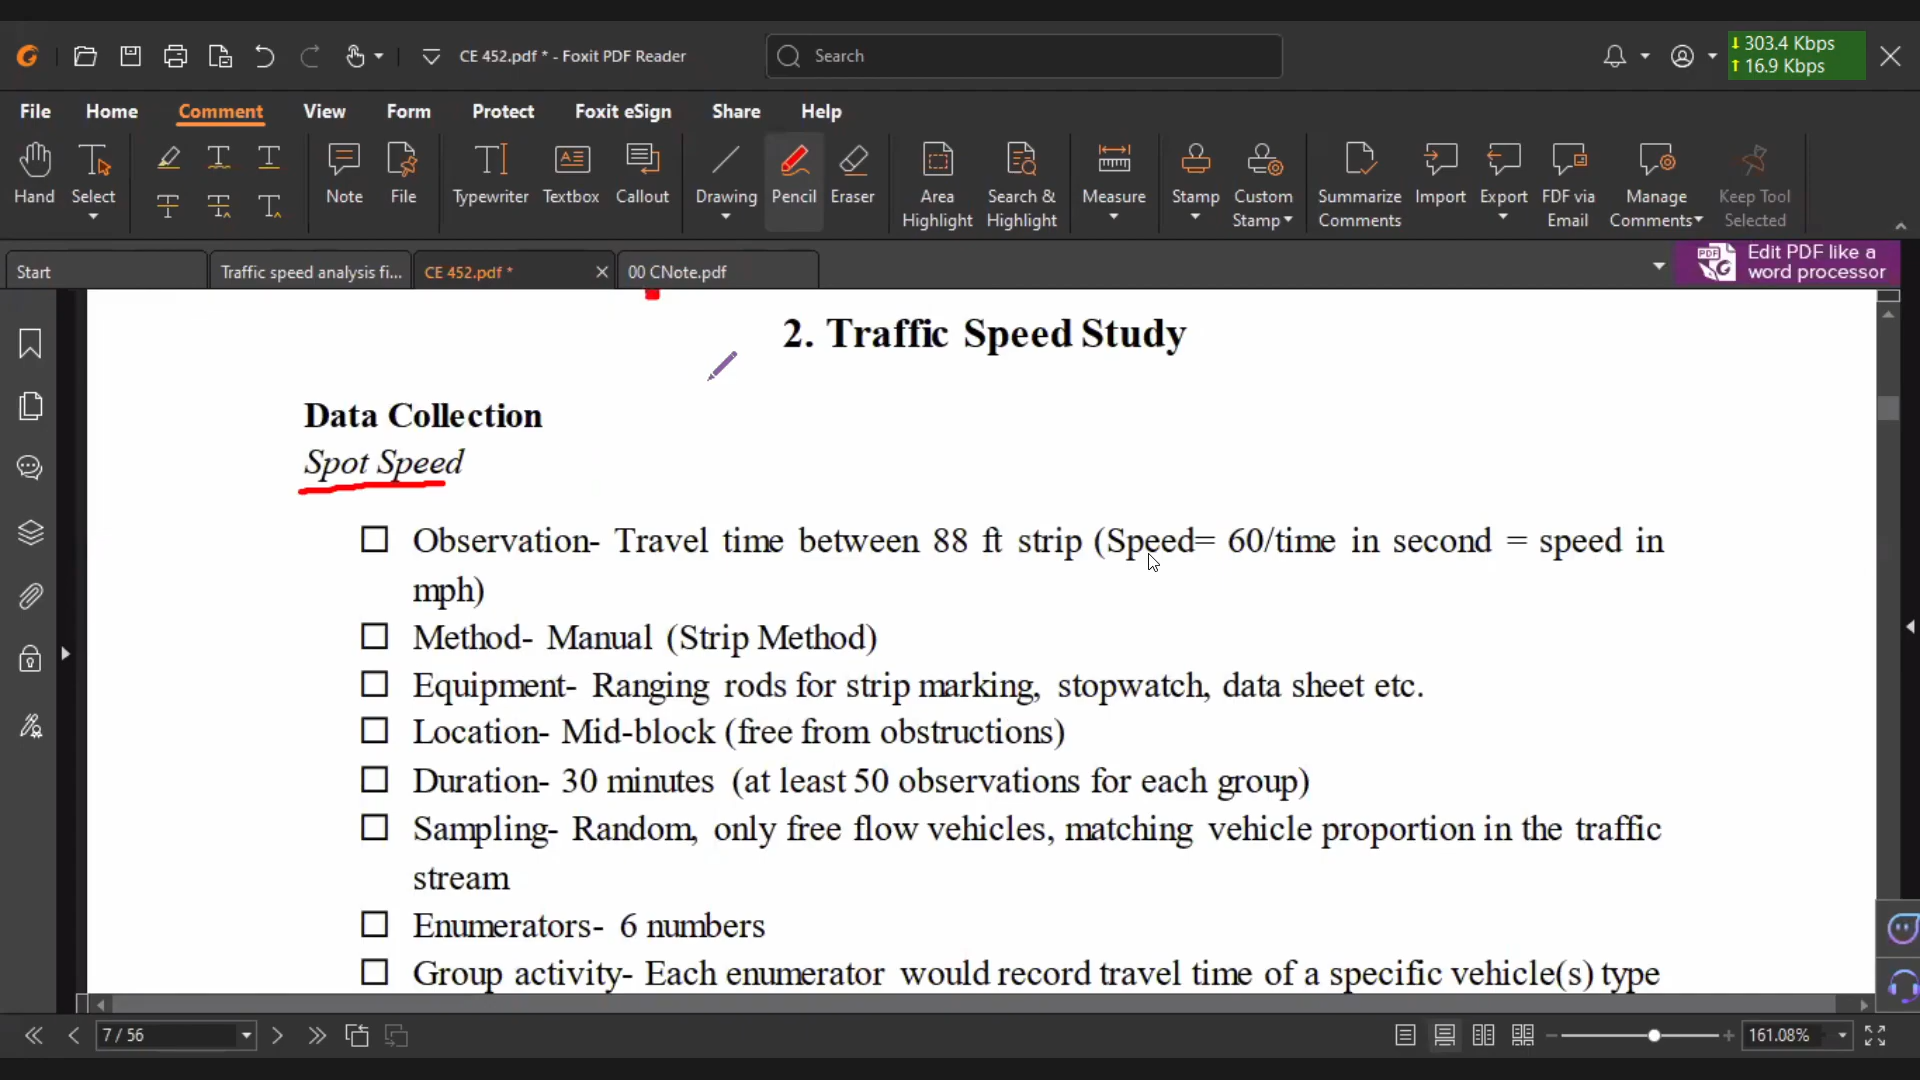 CE 452.pdf * - Foxit PDF Reader
Search
303.4 Kbps
16.9 Kbps
File Home Comment View Form Protect Foxit eSign Share Help
Hand Select Note File Typewriter Textbox Callout Drawing Pencil Eraser Area Highlight Search & Highlight Measure Stamp Custom Stamp Summarize Comments Import Export FDF via Email Manage Comments Keep Tool Selected
Start Traffic speed analysis fi... CE 452.pdf * 00 CNote.pdf
Edit PDF like a
word processor
2. Traffic Speed Study
Data Collection
Spot Speed
Observation- Travel time between 88 ft strip (Speed= 60/time in second = speed in
mph)
Method- Manual (Strip Method)
Equipment- Ranging rods for strip marking, stopwatch, data sheet etc.
Location- Mid-block (free from obstructions)
Duration- 30 minutes (at least 50 observations for each group)
Sampling- Random, only free flow vehicles, matching vehicle proportion in the traffic
stream
Enumerators- 6 numbers
Group activity- Each enumerator would record travel time of a specific vehicle(s) type
7 / 56
161.08%